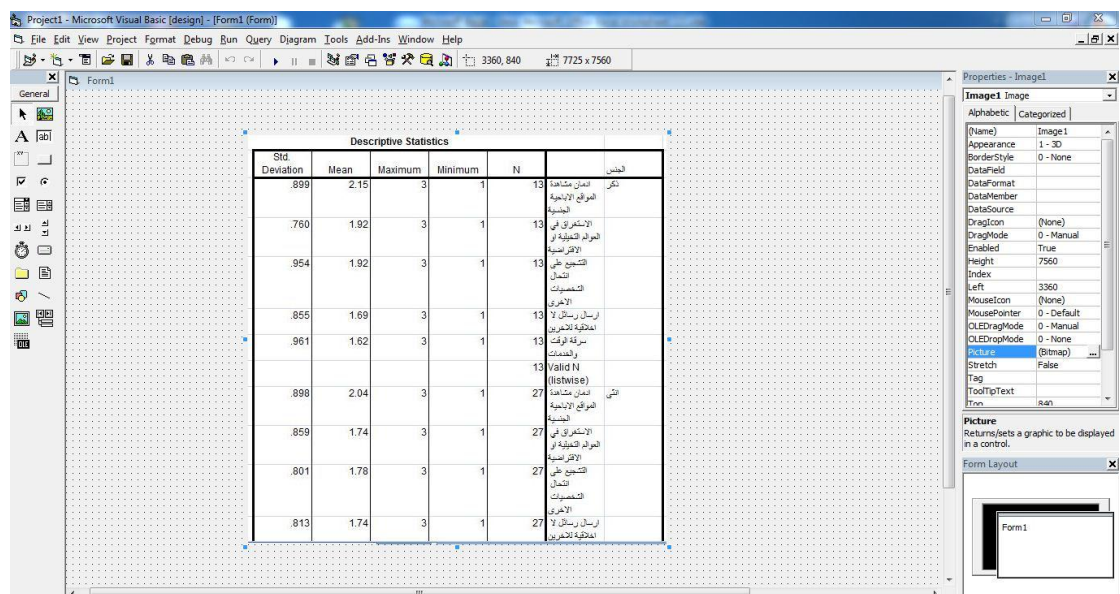 Project1 - Microsoft Visual Basic [design] - [Form1 (Form)]
File Edit View Project Format Debug Run Query Diagram Tools Add-Ins Window Help
3360, 840 7725 x 7560
General
Form1
Descriptive Statistics
Std. Deviation Mean Maximum Minimum N الجنس
.899 2.15 3 1 13 ادمان مشاهدة ذكر
المواقع الاباحية
الجنسية
.760 1.92 3 1 13 الاستغراق في
العوالم التخيلية او
الافتراضية
.954 1.92 3 1 13 التشجيع على
انتحال
الشخصيات
الاخرى
.855 1.69 3 1 13 ارسال رسائل لا
اخلاقية للاخرين
.961 1.62 3 1 13 سرقة الوقت
والخدمات
13 Valid N
(listwise)
.898 2.04 3 1 27 ادمان مشاهدة انثى
المواقع الاباحية
الجنسية
.859 1.74 3 1 27 الاستغراق في
العوالم التخيلية او
الافتراضية
.801 1.78 3 1 27 التشجيع على
انتحال
الشخصيات
الاخرى
.813 1.74 3 1 27 ارسال رسائل لا
اخلاقية للاخرين
Properties - Image1
Image1 Image
Alphabetic Categorized
(Name) Image1
Appearance 1 - 3D
BorderStyle 0 - None
DataField
DataFormat
DataMember
DataSource
DragIcon (None)
DragMode 0 - Manual
Enabled True
Height 7560
Index
Left 3360
MouseIcon (None)
MousePointer 0 - Default
OLEDragMode 0 - Manual
OLEDropMode 0 - None
Picture (Bitmap) ...
Stretch False
Tag
ToolTipText
Top 840
Picture
Returns/sets a graphic to be displayed
in a control.
Form Layout
Form1